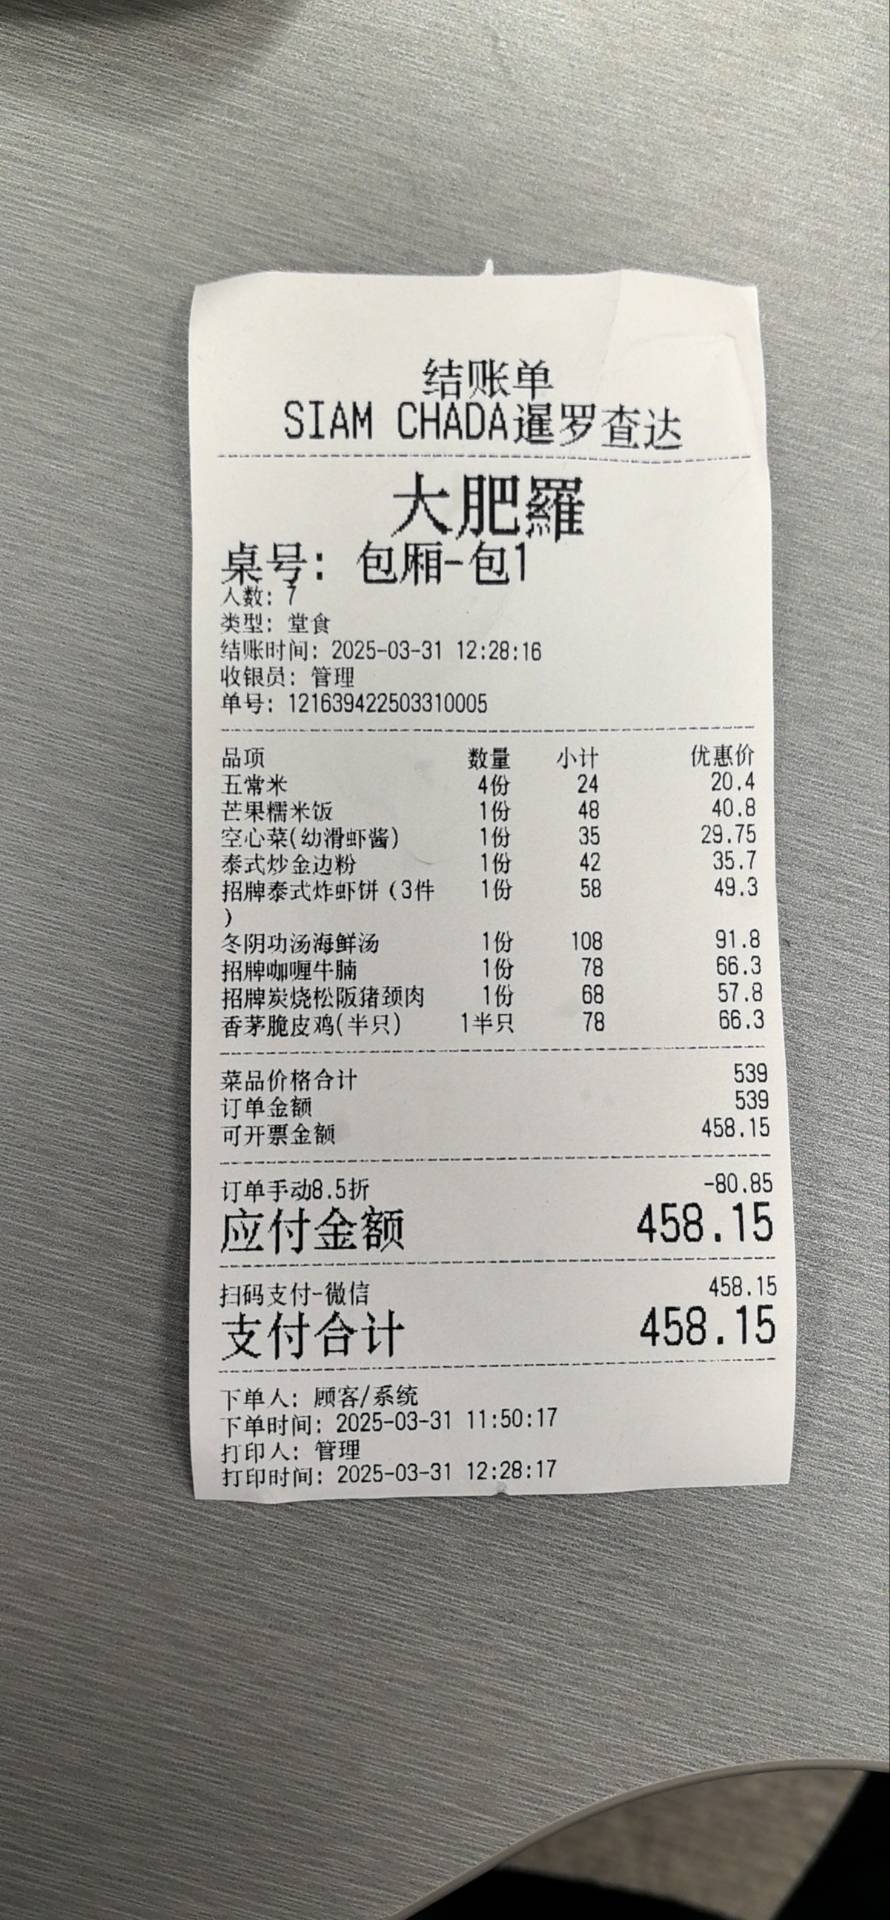 结账单
SIAM CHADA暹罗查达
大肥羅
桌号: 包厢-包1
人数: 7
类型: 堂食
结账时间: 2025-03-31 12:28:16
收银员: 管理
单号: 121639422503310005
品项 数量 小计 优惠价
五常米 4份 24 20.4
芒果糯米饭 1份 48 40.8
空心菜(幼滑虾酱) 1份 35 29.75
泰式炒金边粉 1份 42 35.7
招牌泰式炸虾饼（3件 1份 58 49.3
）
冬阴功汤海鲜汤 1份 108 91.8
招牌咖喱牛腩 1份 78 66.3
招牌炭烧松阪猪颈肉 1份 68 57.8
香茅脆皮鸡(半只) 1半只 78 66.3
菜品价格合计 539
订单金额 539
可开票金额 458.15
订单手动8.5折 -80.85
应付金额 458.15
扫码支付-微信 458.15
支付合计 458.15
下单人: 顾客/系统
下单时间: 2025-03-31 11:50:17
打印人: 管理
打印时间: 2025-03-31 12:28:17